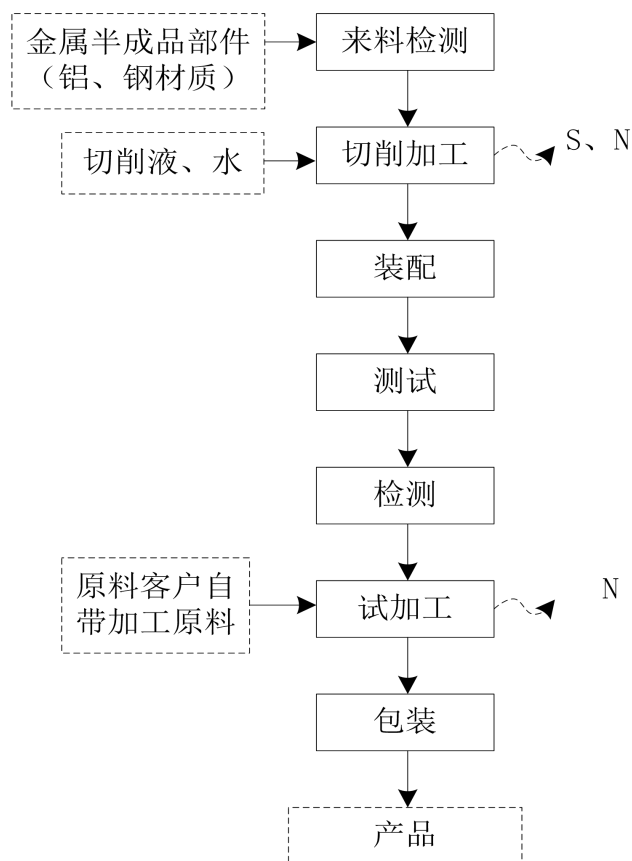 金属半成品部件
（铝、钢材质）
来料检测
切削液、水
切削加工
S、N
装配
测试
检测
原料客户自
带加工原料
试加工
N
包装
产品